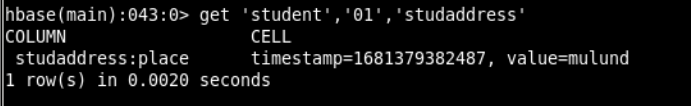 hbase(main):043:0> get 'student','01','studaddress'
COLUMN                CELL
 studaddress:place     timestamp=1681379382487, value=mulund
1 row(s) in 0.0020 seconds